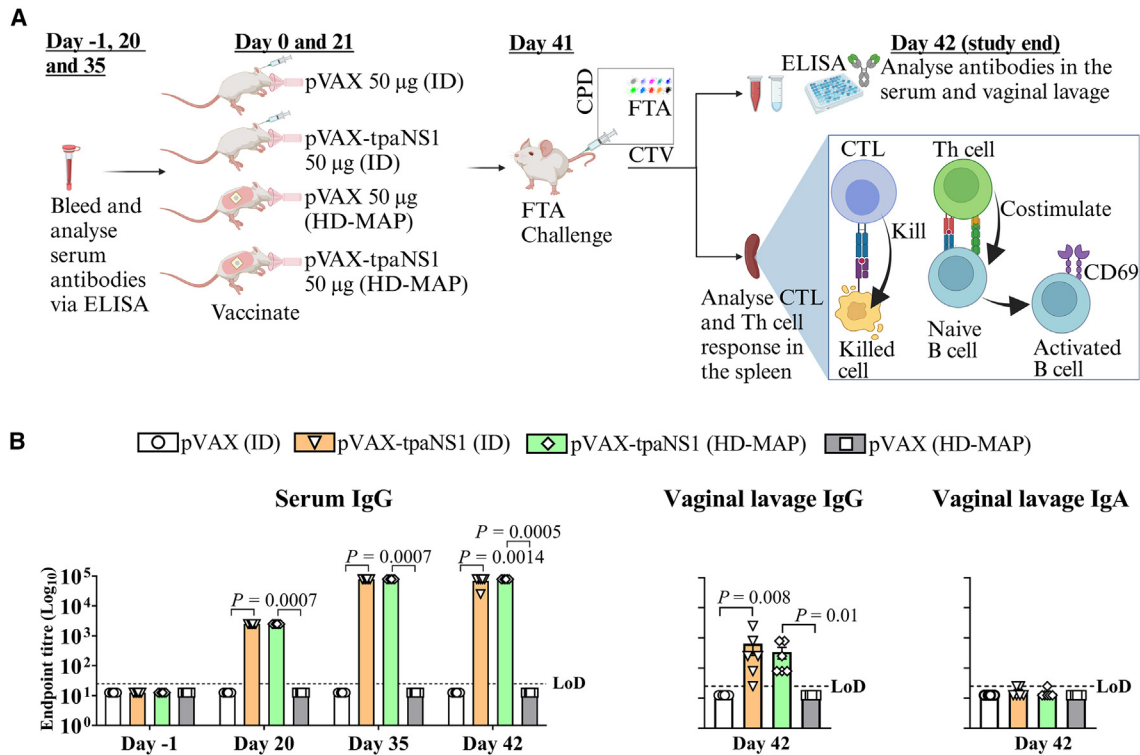 A
Day -1, 20
and 35
Bleed and
analyse
serum
antibodies
via ELISA
Day 0 and 21
pVAX 50 µg (ID)
pVAX-tpaNS1
50 µg (ID)
pVAX 50 µg
(HD-MAP)
pVAX-tpaNS1
50 µg (HD-MAP)
Vaccinate
Day 41
CPD
FTA
CTV
FTA
Challenge
Day 42 (study end)
ELISA
Analyse antibodies in the
serum and vaginal lavage
Analyse CTL
and Th cell
response in
the spleen
CTL
Kill
Killed
cell
Th cell
Costimulate
CD69
Naive
B cell
Activated
B cell
B
pVAX (ID)
pVAX-tpaNS1 (ID)
pVAX-tpaNS1 (HD-MAP)
pVAX (HD-MAP)
Serum IgG
Endpoint titre (Log10)
10^5
10^4
10^3
10^2
10^1
10^0
P = 0.0007
P = 0.0007
P = 0.0005
P = 0.0014
LoD
Day -1
Day 20
Day 35
Day 42
Vaginal lavage IgG
P = 0.008
P = 0.01
LoD
Day 42
Vaginal lavage IgA
LoD
Day 42